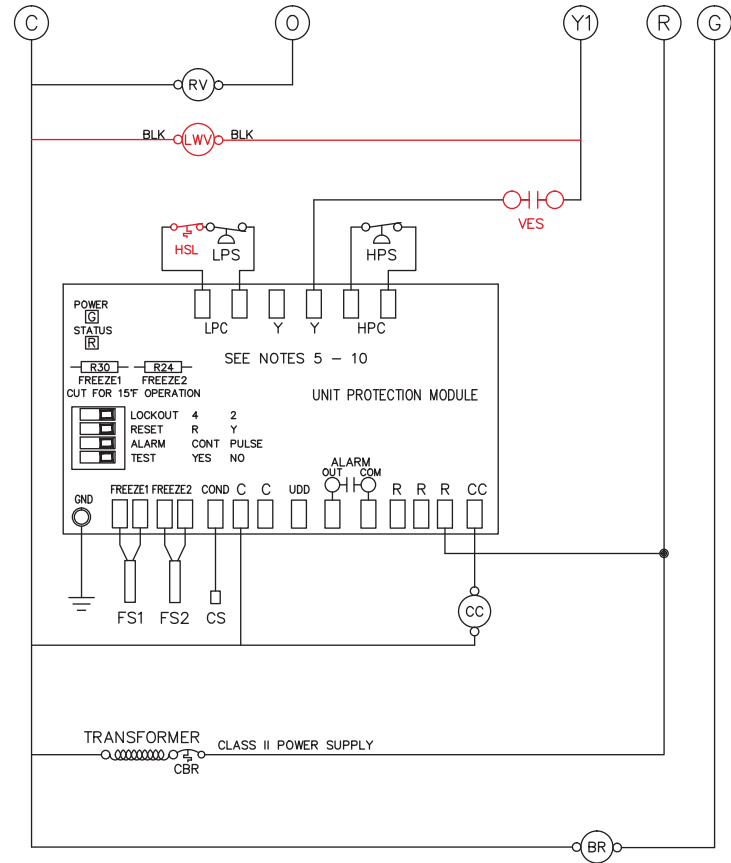 C O Y1 R G
RV
BLK LWV BLK
VES
HSL LPS HPS
LPC Y Y HPC
POWER
G
STATUS
R
SEE NOTES 5 – 10
R30 R24
FREEZE1 FREEZE2
CUT FOR 15°F OPERATION
UNIT PROTECTION MODULE
LOCKOUT 4 2
RESET R Y
ALARM CONT PULSE
TEST YES NO
ALARM
OUT COM
GND FREEZE1 FREEZE2 COND C C UDD R R R CC
FS1 FS2 CS
CC
TRANSFORMER
CLASS II POWER SUPPLY
CBR
BR